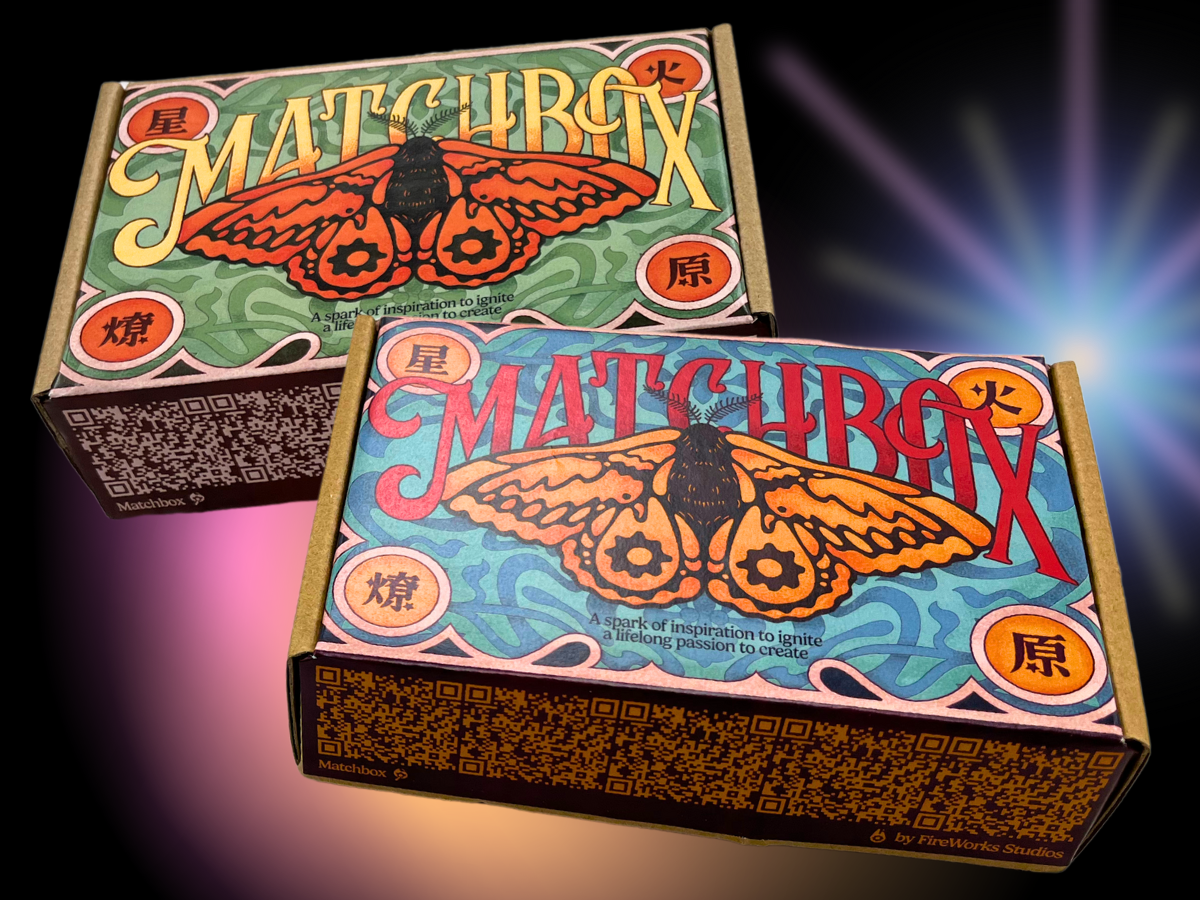 星
火
MATCHBOX
原
燎
A spark of inspiration to ignite
Matchbox
星
火
MATCHBOX
燎
原
A spark of inspiration to ignite
a lifelong passion to create
Matchbox
by FireWorks Studios